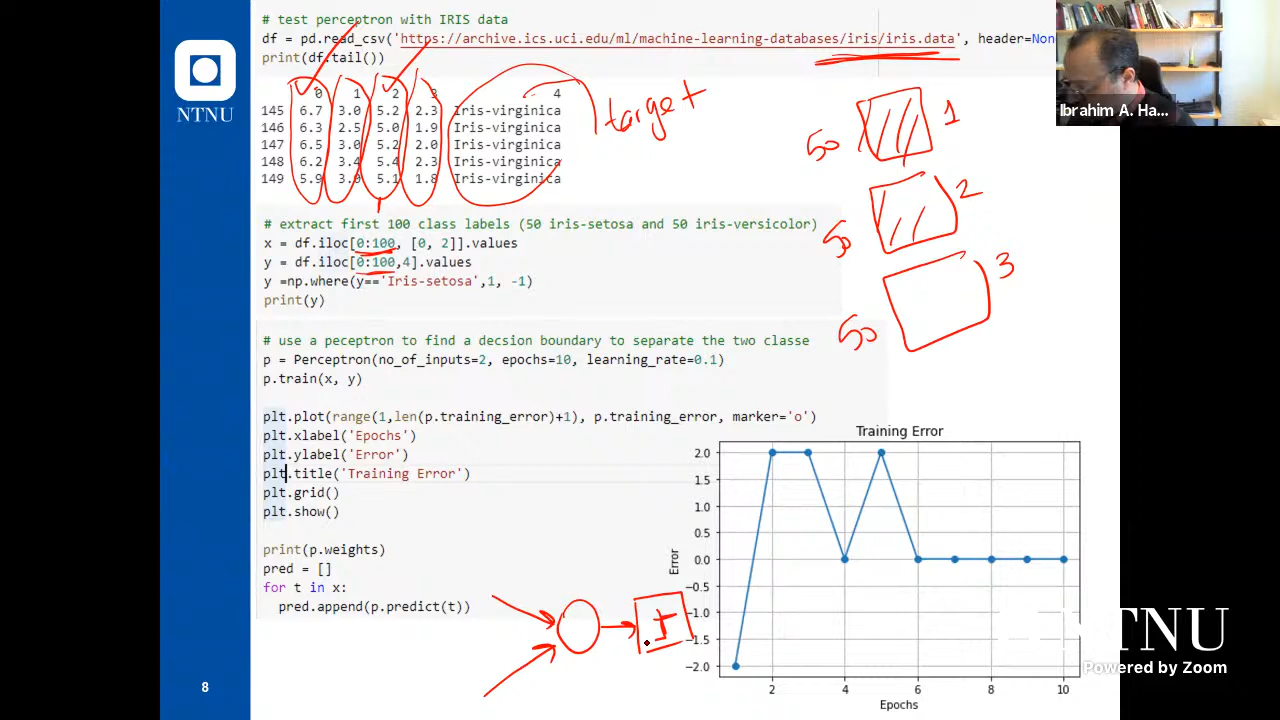 # test perceptron with IRIS data
df = pd.read_csv('https://archive.ics.uci.edu/ml/machine-learning-databases/iris/iris.data', header=Non
print(df.tail())
0 1 2 3 4
145 6.7 3.0 5.2 2.3 Iris-virginica
146 6.3 2.5 5.0 1.9 Iris-virginica
147 6.5 3.0 5.2 2.0 Iris-virginica
148 6.2 3.4 5.4 2.3 Iris-virginica
149 5.9 3.0 5.1 1.8 Iris-virginica
target
50 1
50 2
50 3
NTNU
Ibrahim A. Ha...
# extract first 100 class labels (50 iris-setosa and 50 iris-versicolor)
x = df.iloc[0:100, [0, 2]].values
y = df.iloc[0:100,4].values
y =np.where(y=='Iris-setosa',1, -1)
print(y)
# use a peceptron to find a decsion boundary to separate the two classe
p = Perceptron(no_of_inputs=2, epochs=10, learning_rate=0.1)
p.train(x, y)
plt.plot(range(1,len(p.training_error)+1), p.training_error, marker='o')
plt.xlabel('Epochs')
plt.ylabel('Error')
plt.title('Training Error')
plt.grid()
plt.show()
print(p.weights)
pred = []
for t in x:
pred.append(p.predict(t))
±
Training Error
2.0
1.5
1.0
0.5
0.0
−0.5
−1.0
−1.5
−2.0
Error
2 4 6 8 10
Epochs
NTNU
Powered by Zoom
8